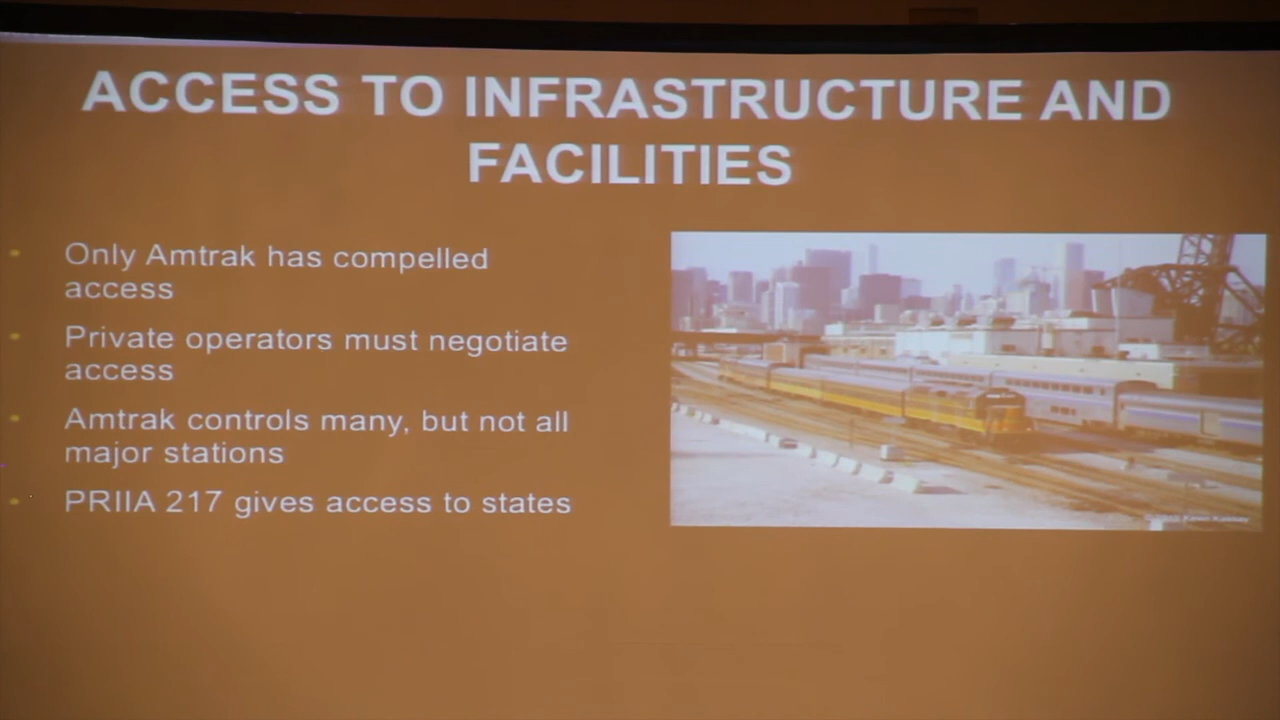 ACCESS TO INFRASTRUCTURE AND
FACILITIES
Only Amtrak has compelled
access
Private operators must negotiate
access
Amtrak controls many, but not all
major stations
PRIIA 217 gives access to states